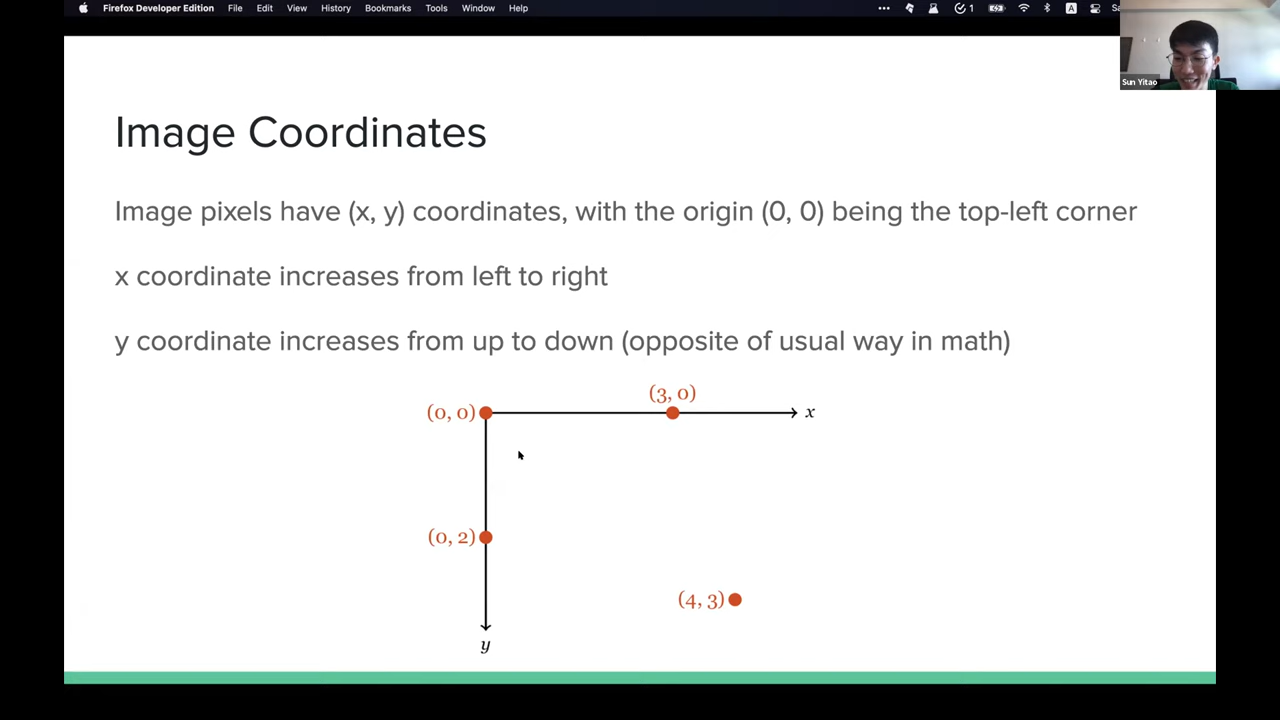 Firefox Developer Edition File Edit View History Bookmarks Tools Window Help ••• 1 A Sa
Sun Yitao
Image Coordinates
Image pixels have (x, y) coordinates, with the origin (0, 0) being the top-left corner
x coordinate increases from left to right
y coordinate increases from up to down (opposite of usual way in math)
(3, 0)
(0, 0) x
(0, 2)
(4, 3)
y